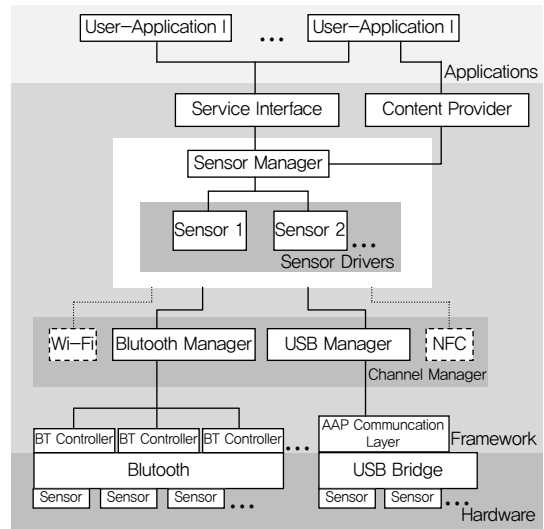 User-Application I
...
User-Application I
Applications
Service Interface
Content Provider
Sensor Manager
Sensor 1
Sensor 2
...
Sensor Drivers
Wi-Fi
Blutooth Manager
USB Manager
NFC
Channel Manager
BT Controller
BT Controller
BT Controller
...
AAP Communcation
Layer
Framework
Blutooth
USB Bridge
Sensor
Sensor
Sensor
...
Sensor
Sensor
...
Hardware